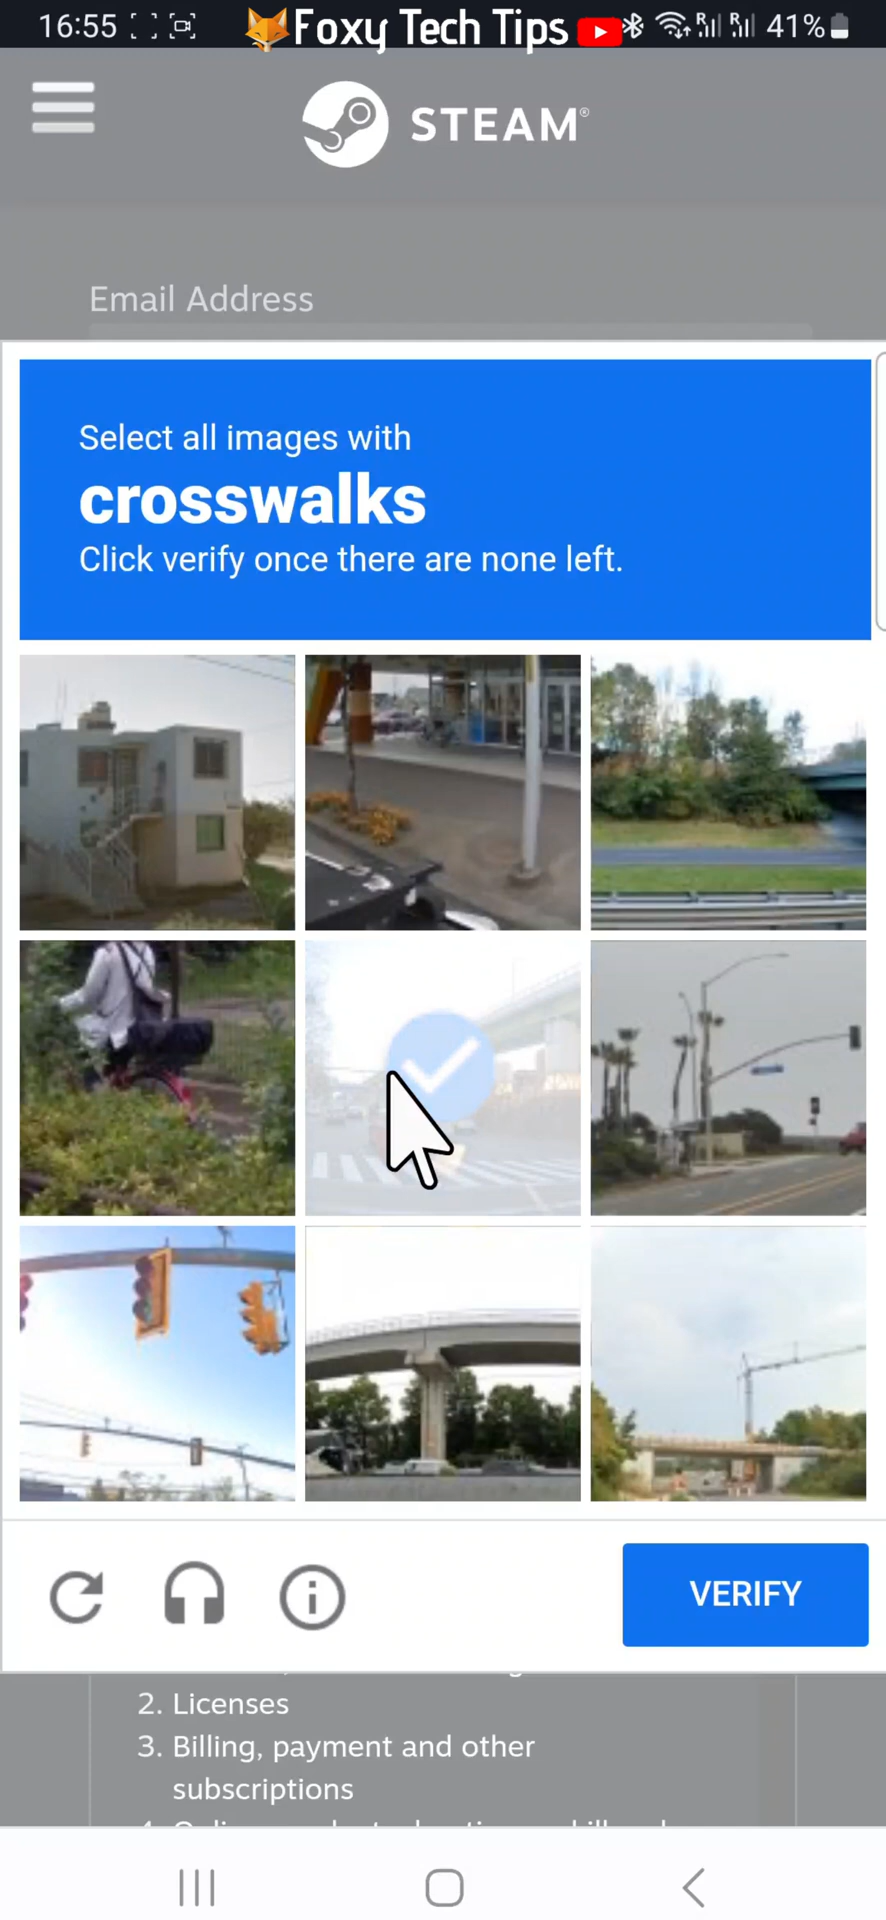 16:55 Foxy Tech Tips R R 41%
STEAM®
Email Address
Select all images with
crosswalks
Click verify once there are none left.
VERIFY
2. Licenses
3. Billing, payment and other
subscriptions